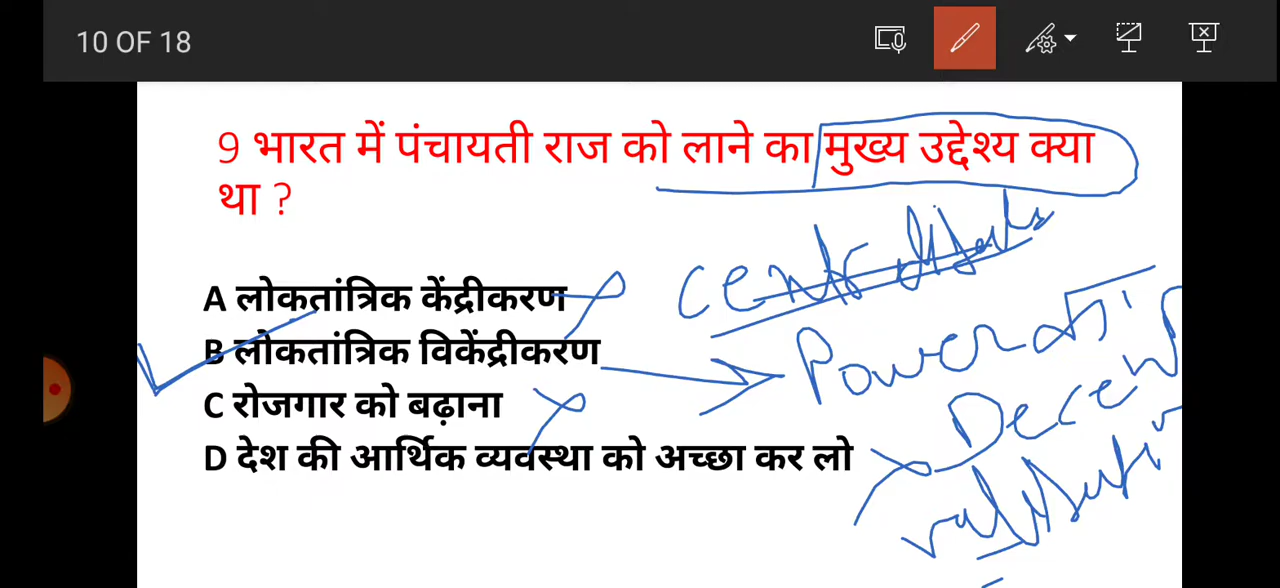 10 OF 18
9 भारत में पंचायती राज को लाने का मुख्य उद्देश्य क्या
था ?
A लोकतांत्रिक केंद्रीकरण
B लोकतांत्रिक विकेंद्रीकरण
C रोजगार को बढ़ाना
D देश की आर्थिक व्यवस्था को अच्छा कर लो
Power का